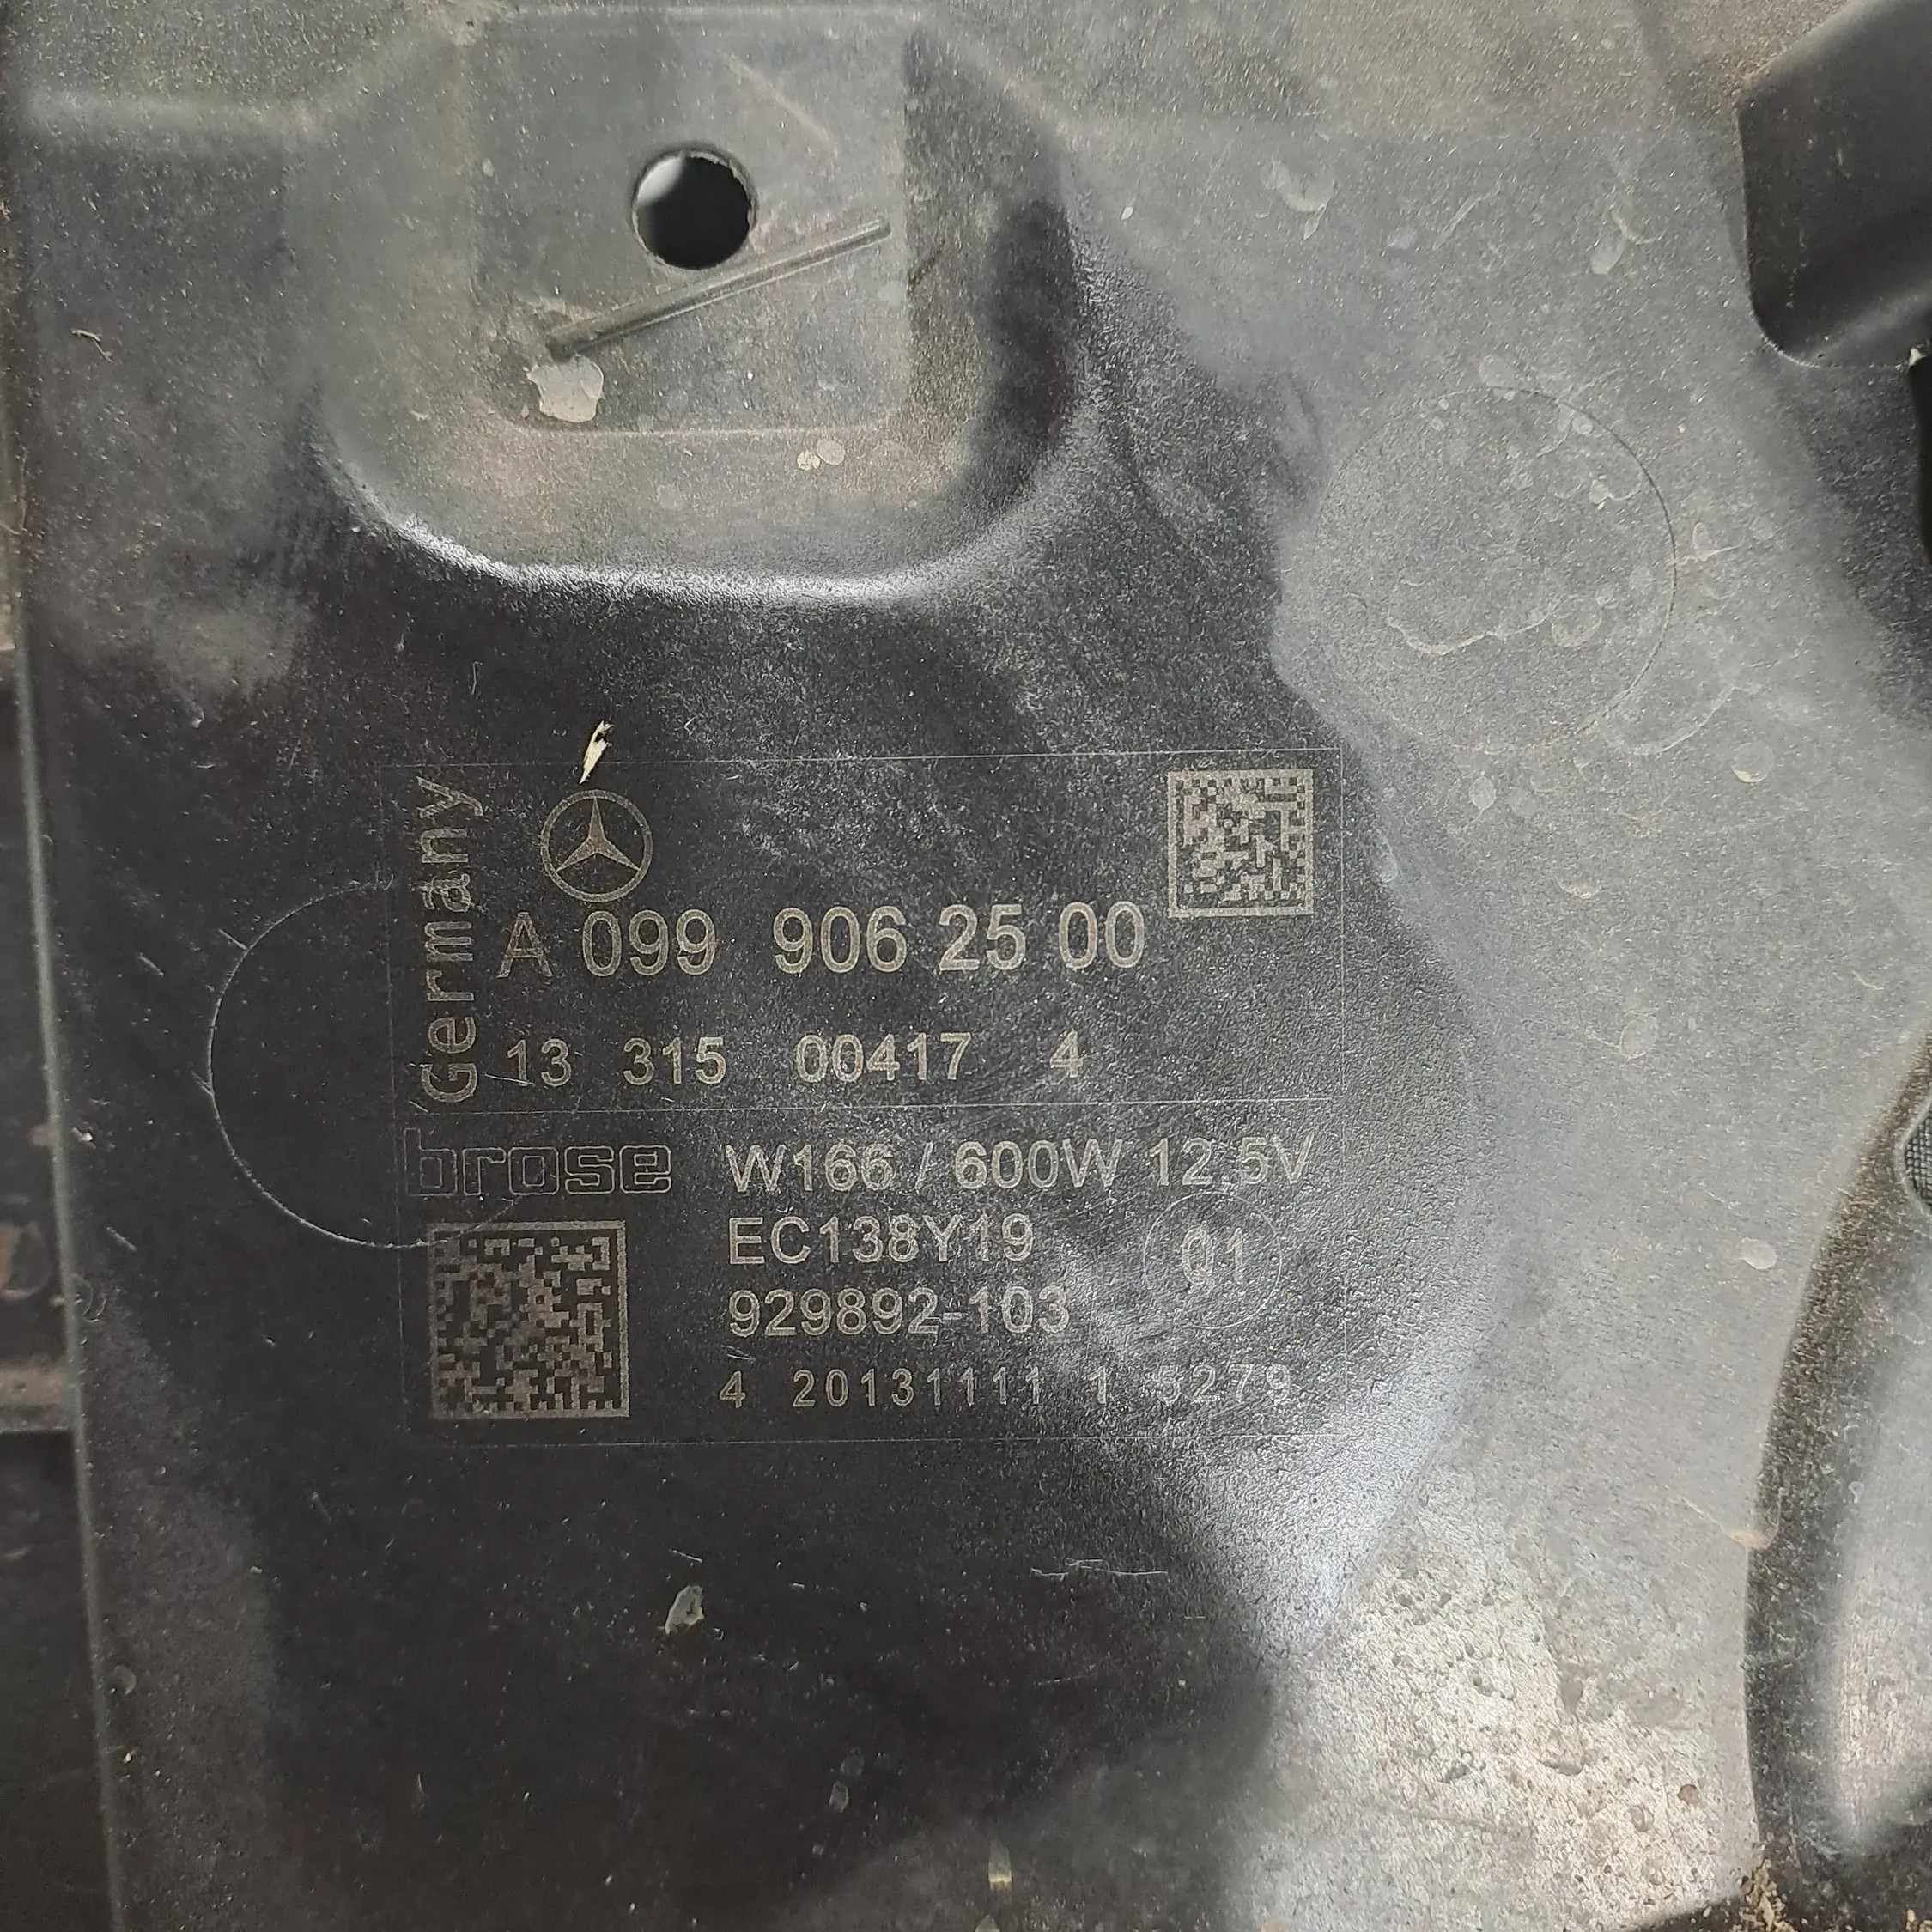 Germany
A 099 906 25 00
13 315 00417 4
brose W166 / 600W 12,5V
EC138Y19 Q1
929892-103
4 20131111 1 5279